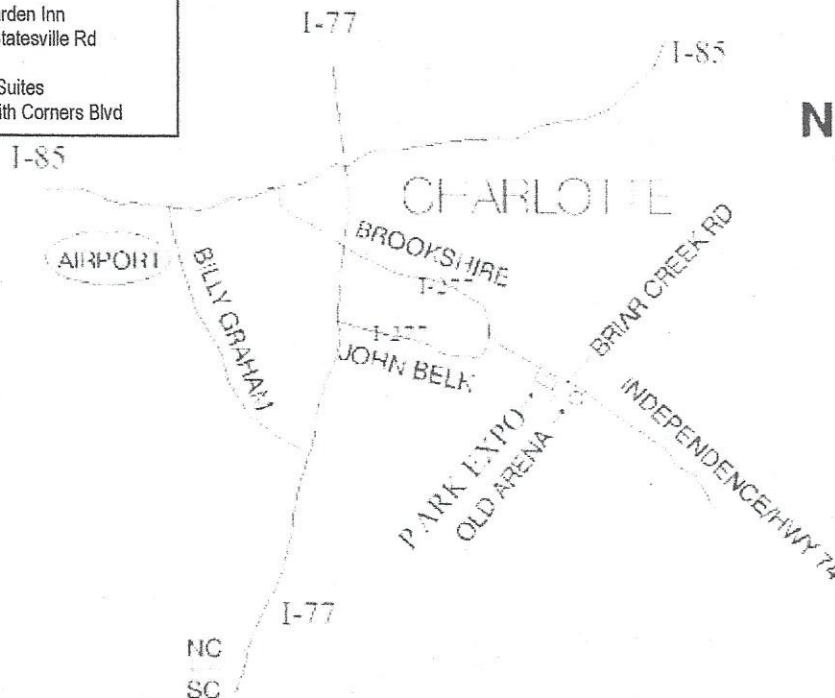 rden Inn
Statesville Rd
Suites
ith Corners Blvd
I-77
I-85
N
I-85
CHARLOTTE
AIRPORT
BILLY GRAHAM
BROOKSHIRE
BRIAR CREEK RD
JOHN BELK
INDEPENDENCE/HWY 74
PARK EXPO
OLD ARENA
I-77
NC
SC